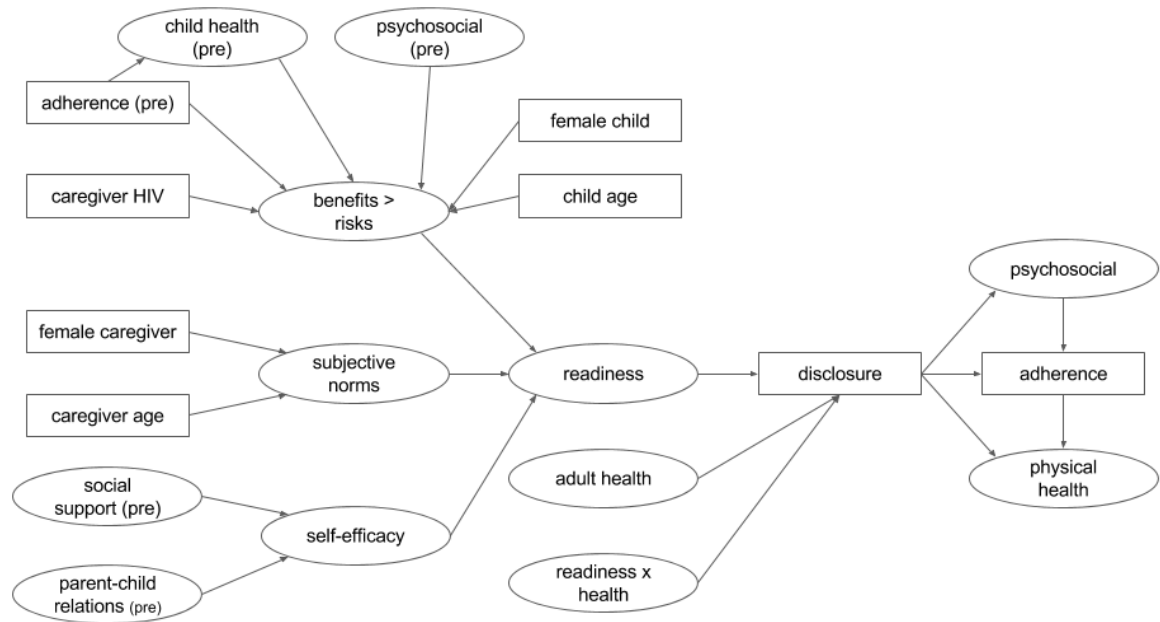 child health
(pre)
psychosocial
(pre)
adherence (pre)
female child
caregiver HIV
benefits >
risks
child age
psychosocial
female caregiver
subjective
norms
readiness
disclosure
adherence
caregiver age
social
support (pre)
self-efficacy
adult health
physical
health
parent-child
relations (pre)
readiness x
health